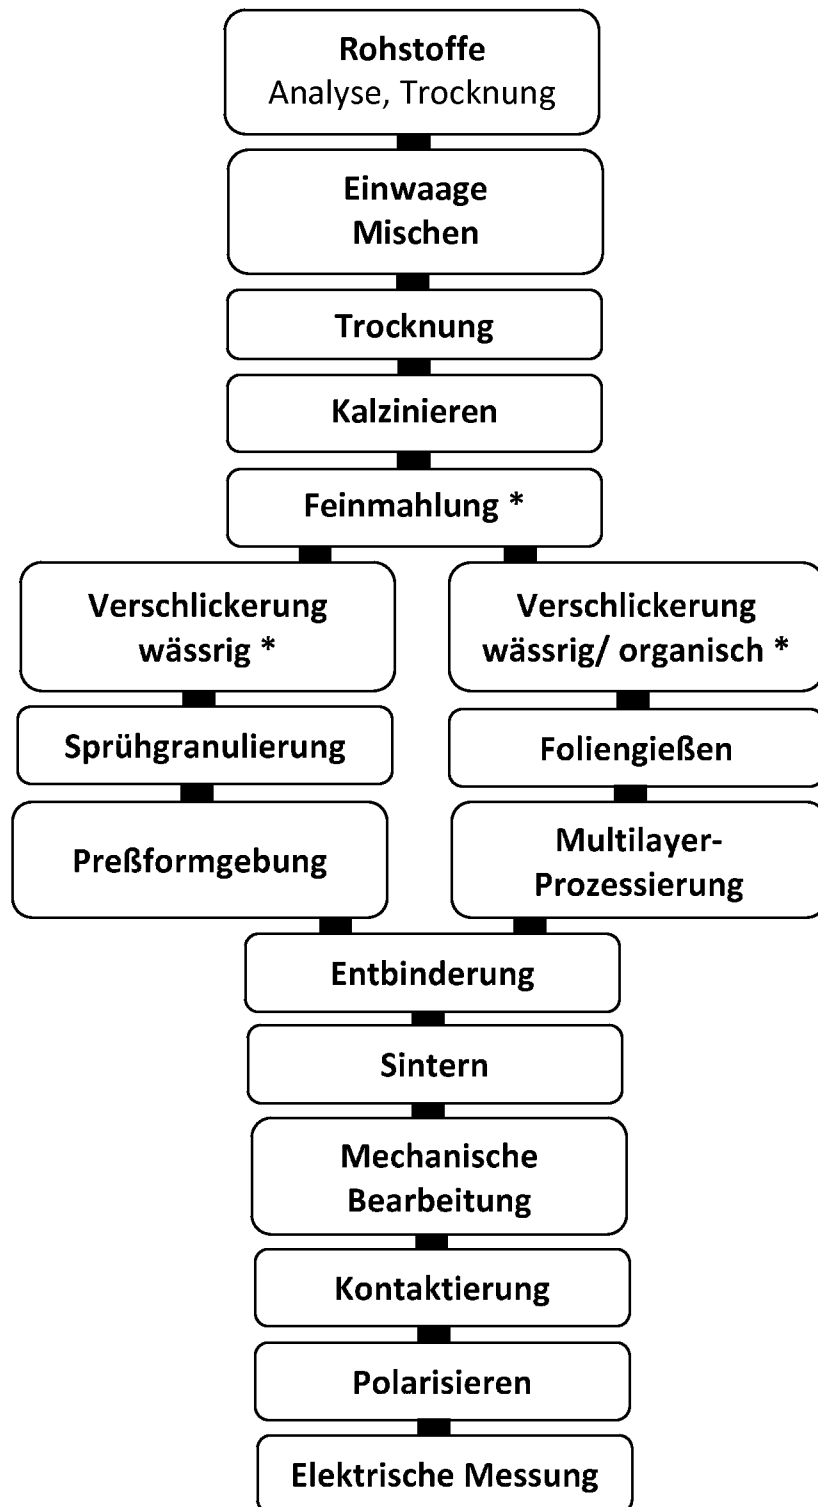 Rohstoffe
Analyse, Trocknung
Einwaage
Mischen
Trocknung
Kalzinieren
Feinmahlung *
Verschlickerung
wässrig *
Verschlickerung
wässrig/ organisch *
Sprühgranulierung
Foliengießen
Preßformgebung
Multilayer-
Prozessierung
Entbinderung
Sintern
Mechanische
Bearbeitung
Kontaktierung
Polarisieren
Elektrische Messung